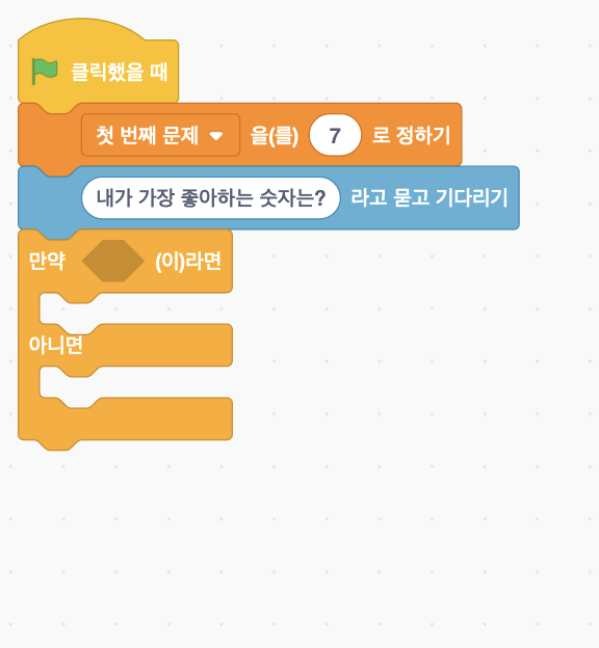 클릭했을 때
첫 번째 문제 을(를) 7 로 정하기
내가 가장 좋아하는 숫자는? 라고 묻고 기다리기
만약 (이)라면
아니면